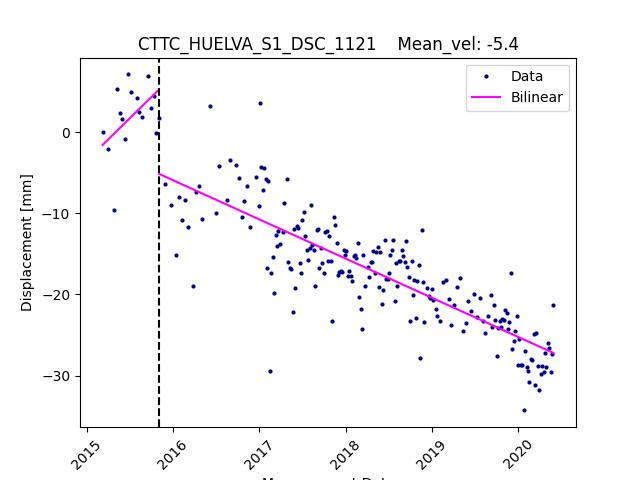 CTTC_HUELVA_S1_DSC_1121    Mean_vel: -5.4
Data
Bilinear
Displacement [mm]
0
−10
−20
−30
2015
2016
2017
2018
2019
2020